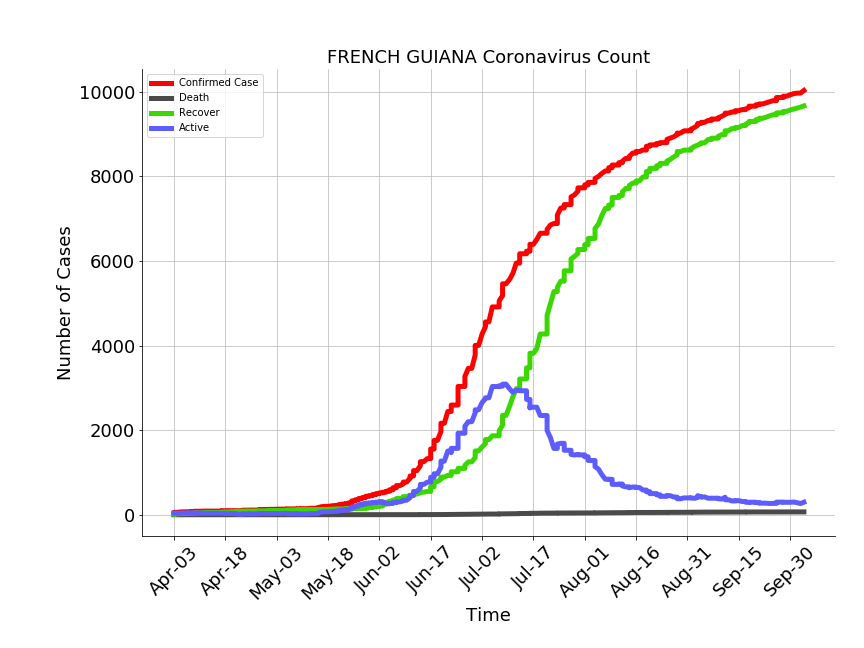 FRENCH GUIANA Coronavirus Count
Confirmed Case
Death
Recover
Active
10000
8000
6000
4000
2000
0
Number of Cases
Apr-03
Apr-18
May-03
May-18
Jun-02
Jun-17
Jul-02
Jul-17
Aug-01
Aug-16
Aug-31
Sep-15
Sep-30
Time